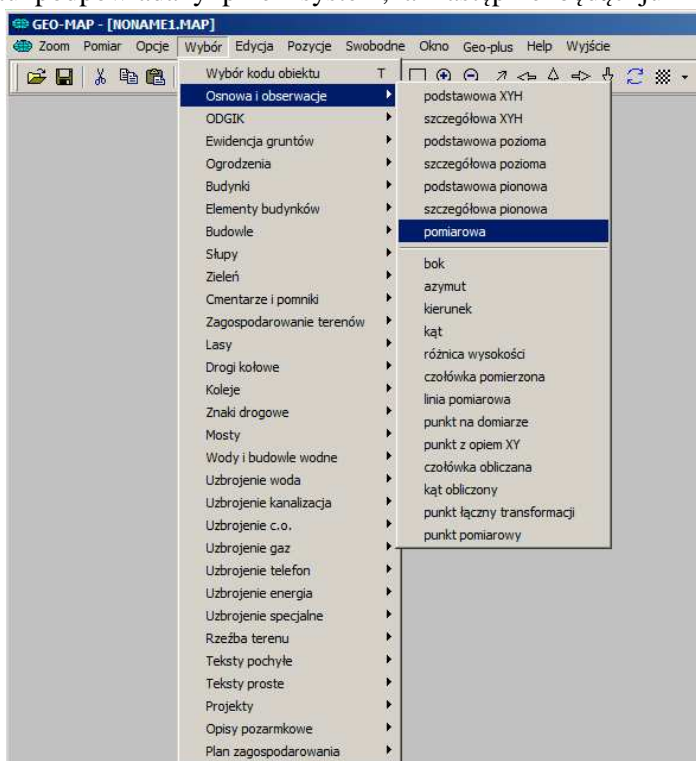 GEO-MAP - [NONAME1.MAP]
Zoom Pomiar Opcje Wybór Edycja Pozycje Swobodne Okno Geo-plus Help Wyjście
Wybór kodu obiektu T
Osnowa i obserwacje
ODGIK
Ewidencja gruntów
Ogrodzenia
Budynki
Elementy budynków
Budowle
Słupy
Zieleń
Cmentarze i pomniki
Zagospodarowanie terenów
Lasy
Drogi kołowe
Koleje
Znaki drogowe
Mosty
Wody i budowle wodne
Uzbrojenie woda
Uzbrojenie kanalizacja
Uzbrojenie c.o.
Uzbrojenie gaz
Uzbrojenie telefon
Uzbrojenie energia
Uzbrojenie specjalne
Rzeźba terenu
Teksty pochyłe
Teksty proste
Projekty
Opisy pozarmkowe
Plan zagospodarowania
podstawowa XYH
szczegółowa XYH
podstawowa pozioma
szczegółowa pozioma
podstawowa pionowa
szczegółowa pionowa
pomiarowa
bok
azymut
kierunek
kąt
różnica wysokości
czołówka pomierzona
linia pomiarowa
punkt na domiarze
punkt z opiem XY
czołówka obliczana
kąt obliczony
punkt łączny transformacji
punkt pomiarowy